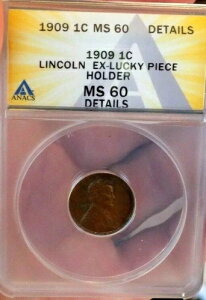 1909 1C MS 60 DETAILS
1909 1C
LINCOLN EX-LUCKY PIECE
HOLDER
MS 60
DETAILS
ANACS